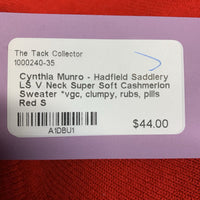 The Tack Collector
1000240-35
Cynthia Munro - Hadfield Saddlery
LS V Neck Super Soft Cashmerion
Sweater *vgc, clumpy, rubs, pills
Red S
A1DBU1
$44.00